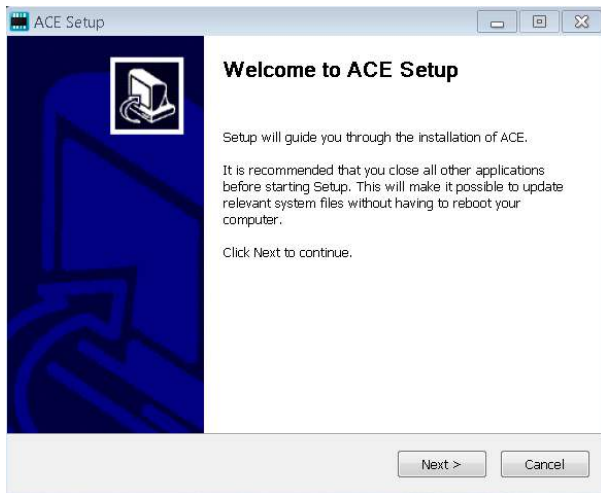 ACE Setup
Welcome to ACE Setup
Setup will guide you through the installation of ACE.
It is recommended that you close all other applications
before starting Setup. This will make it possible to update
relevant system files without having to reboot your
computer.
Click Next to continue.
Next >
Cancel